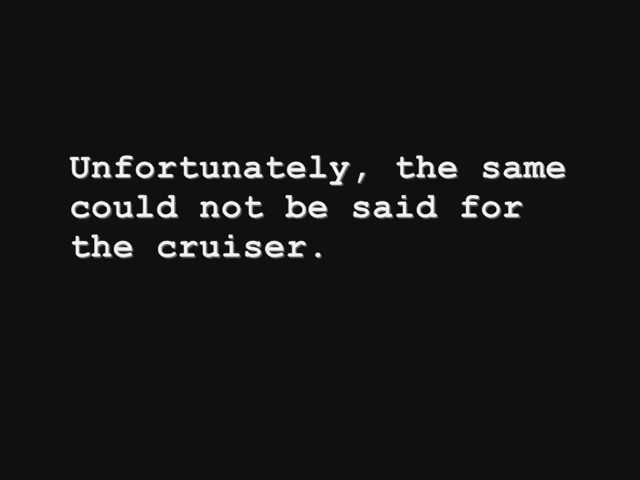 Unfortunately, the same
could not be said for
the cruiser.